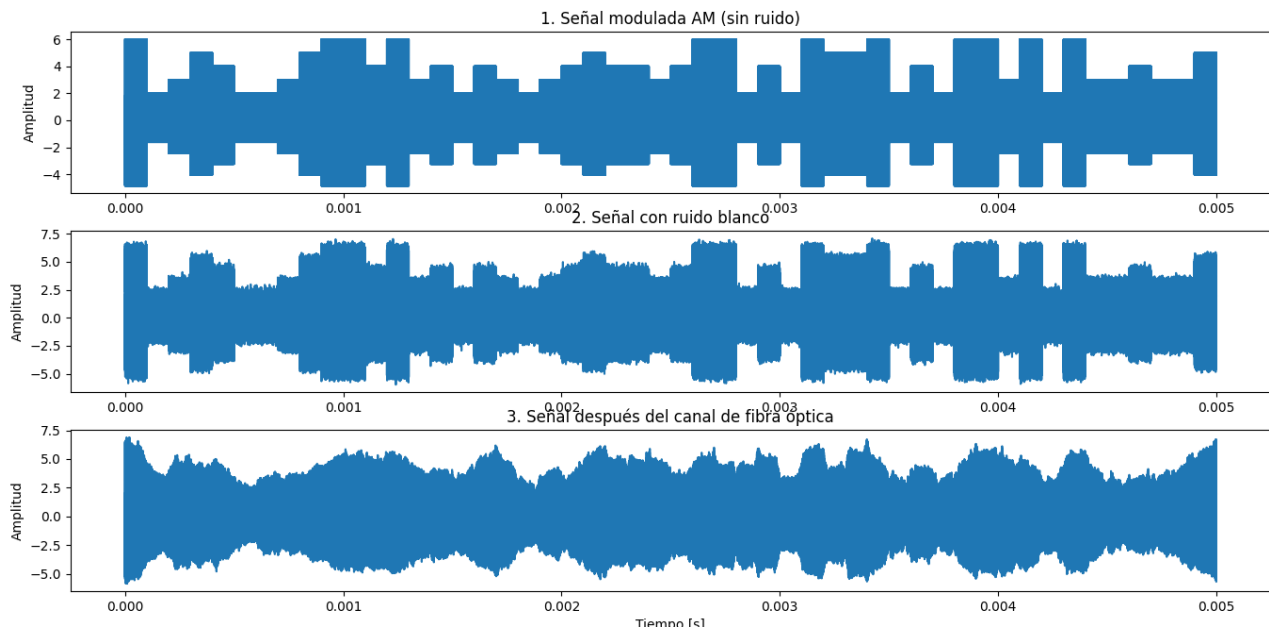 1. Señal modulada AM (sin ruido)
Amplitud
6
4
2
0
−2
−4
0.000 0.001 0.002 0.003 0.004 0.005
2. Señal con ruido blanco
Amplitud
7.5
5.0
2.5
0.0
−2.5
−5.0
0.000 0.001 0.002 0.003 0.004 0.005
3. Señal después del canal de fibra óptica
Amplitud
7.5
5.0
2.5
0.0
−2.5
−5.0
0.000 0.001 0.002 0.003 0.004 0.005
Tiempo [s]